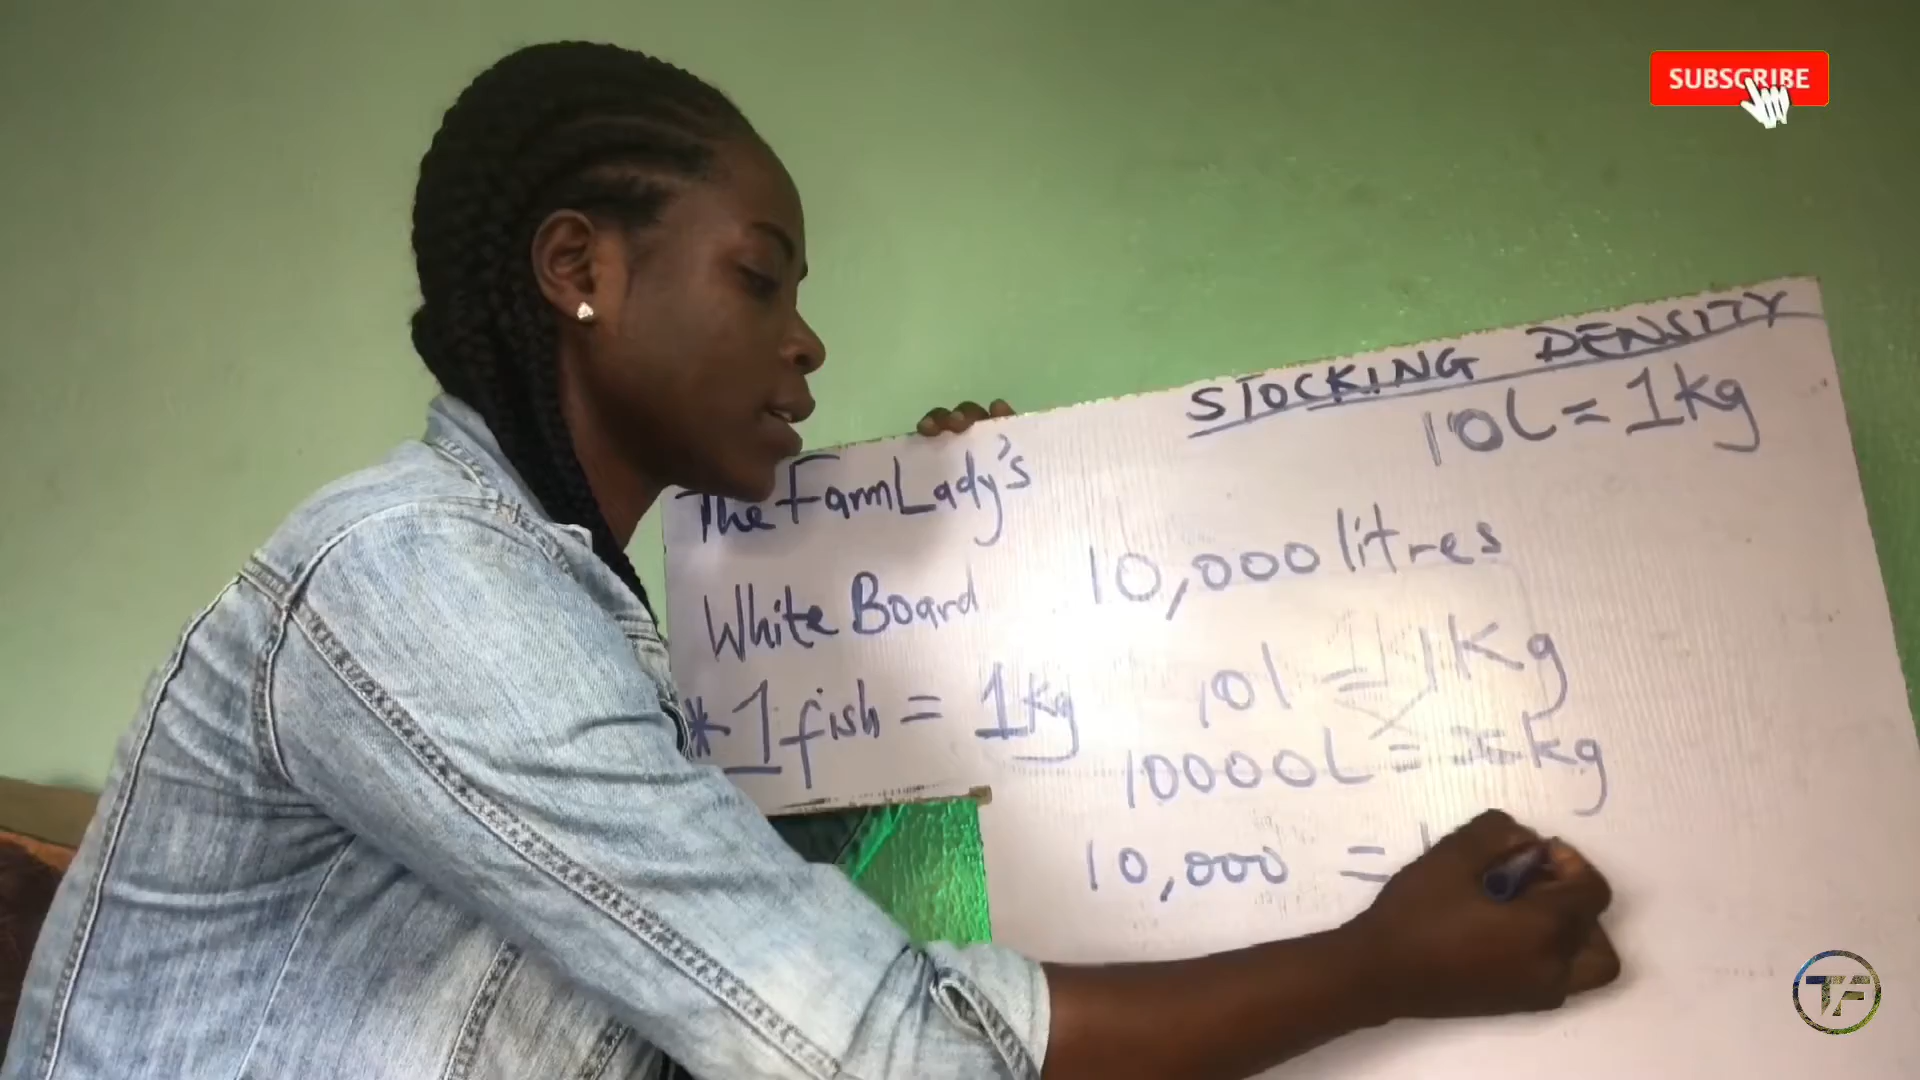 SUBSCRIBE
STOCKING DENSITY
10L = 1kg
The FarmLady's
White Board
*1 fish = 1kg
10,000 litres
10l = 1kg
10000L = x kg
10,000 =
TF